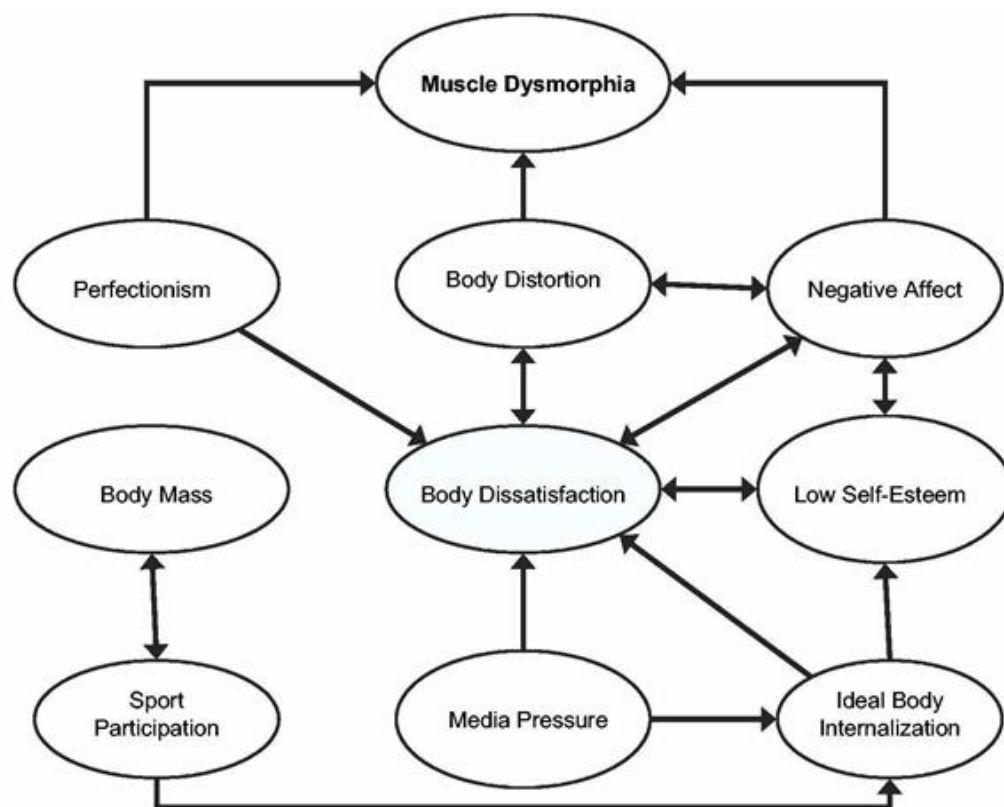 Muscle Dysmorphia
Perfectionism
Body Distortion
Negative Affect
Body Mass
Body Dissatisfaction
Low Self-Esteem
Sport
Participation
Media Pressure
Ideal Body
Internalization